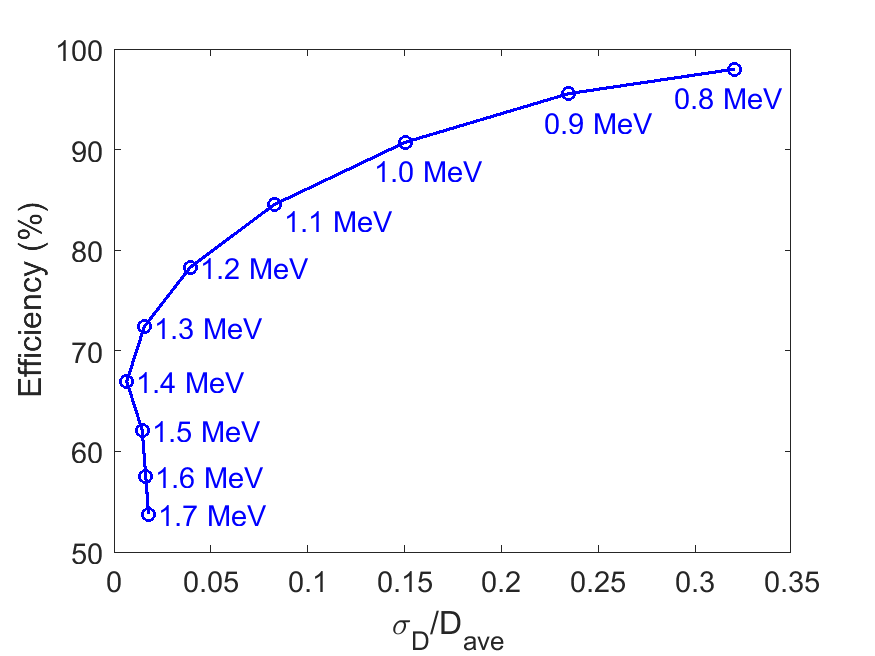 100
90
80
70
60
50
Efficiency (%)
0.8 MeV
0.9 MeV
1.0 MeV
1.1 MeV
1.2 MeV
1.3 MeV
1.4 MeV
1.5 MeV
1.6 MeV
1.7 MeV
0 0.05 0.1 0.15 0.2 0.25 0.3 0.35
σD/Dave